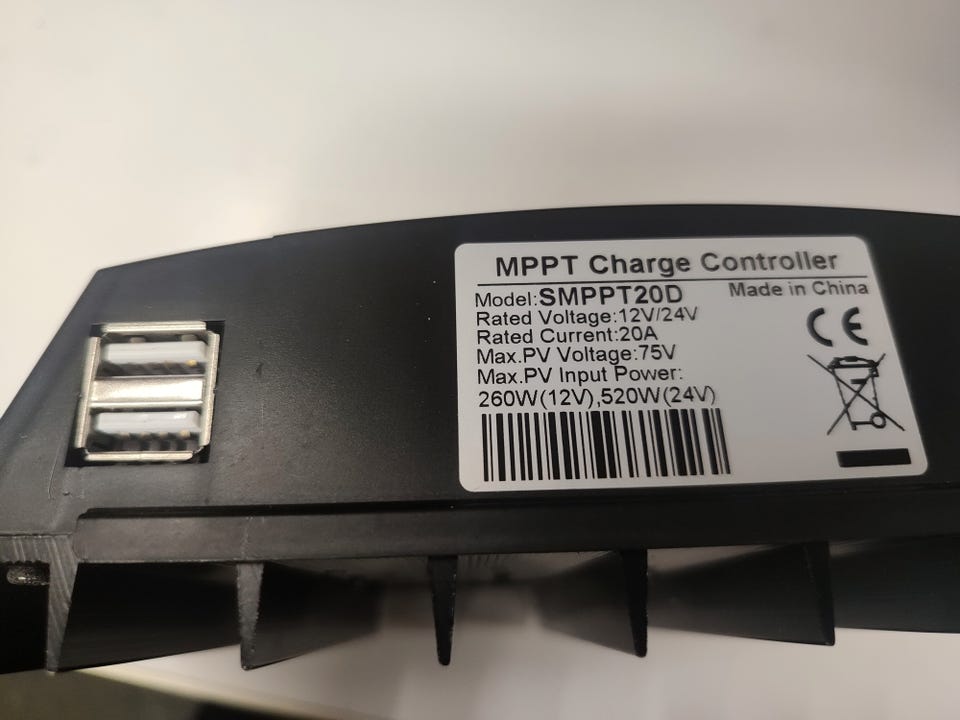 MPPT Charge Controller
Model:SMPPT20D
Made in China
Rated Voltage:12V/24V
Rated Current:20A
Max.PV Voltage:75V
Max.PV Input Power:
260W(12V),520W(24V)
CE